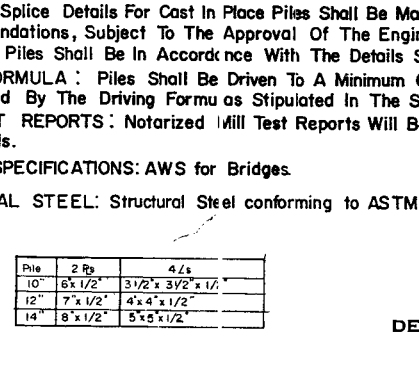 Splice Details For Cast In Place Piles Shall Be Ma
ndations, Subject To The Approval Of The Engin
Piles Shall Be In Accordance With The Details S
ORMULA : Piles Shall Be Driven To A Minimum
d By The Driving Formu as Stipulated In The S
T REPORTS : Notarized Mill Test Reports Will B
s.
SPECIFICATIONS: AWS for Bridges.
AL STEEL: Structural Steel conforming to ASTM
Pile 2 ℞s 4∠s
10" 6"x 1/2" 3 1/2"x 3 1/2"x 1/2"
12" 7"x 1/2" 4"x 4"x 1/2"
14" 8"x 1/2" 5"x 5"x 1/2"
DE